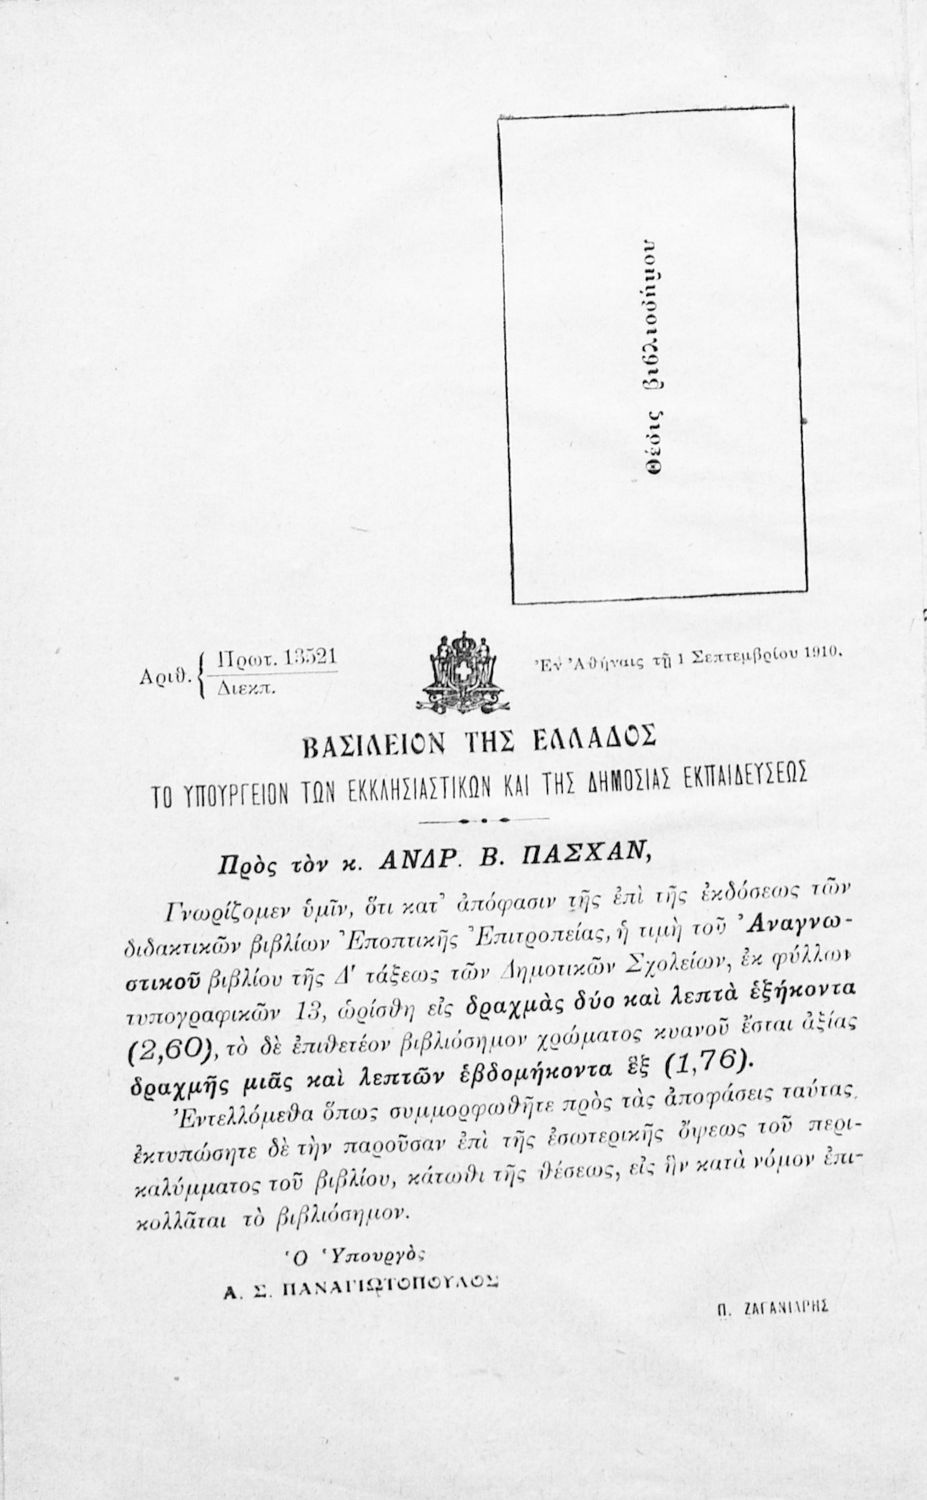 Θέσις βιβλιοσήμου
Ἀριθ. { Πρωτ. 13521
Διεκπ.
Ἐν Ἀθήναις τῇ 1 Σεπτεμβρίου 1910.
ΒΑΣΙΛΕΙΟΝ ΤΗΣ ΕΛΛΑΔΟΣ
ΤΟ ΥΠΟΥΡΓΕΙΟΝ ΤΩΝ ΕΚΚΛΗΣΙΑΣΤΙΚΩΝ ΚΑΙ ΤΗΣ ΔΗΜΟΣΙΑΣ ΕΚΠΑΙΔΕΥΣΕΩΣ
Πρὸς τὸν κ. ΑΝΔΡ. Β. ΠΑΣΧΑΝ,
Γνωρίζομεν ὑμῖν, ὅτι κατ' ἀπόφασιν τῆς ἐπὶ τῆς ἐκδόσεως τῶν
διδακτικῶν βιβλίων Ἐποπτικῆς Ἐπιτροπείας, ἡ τιμὴ τοῦ Ἀναγνω-
στικοῦ βιβλίου τῆς Δ' τάξεως τῶν Δημοτικῶν Σχολείων, ἐκ φύλλων
τυπογραφικῶν 13, ὡρίσθη εἰς δραχμὰς δύο καὶ λεπτὰ ἑξήκοντα
(2,60), τὸ δὲ ἐπιθετέον βιβλιόσημον χρώματος κυανοῦ ἔσται ἀξίας
δραχμῆς μιᾶς καὶ λεπτῶν ἑβδομήκοντα ἓξ (1,76).
Ἐντελλόμεθα ὅπως συμμορφωθῆτε πρὸς τὰς ἀποφάσεις ταύτας,
ἐκτυπώσητε δὲ τὴν παροῦσαν ἐπὶ τῆς ἐσωτερικῆς ὄψεως τοῦ περι-
καλύμματος τοῦ βιβλίου, κάτωθι τῆς θέσεως, εἰς ἣν κατὰ νόμον ἐπι-
κολλᾶται τὸ βιβλιόσημον.
Ὁ Ὑπουργὸς
Α. Σ. ΠΑΝΑΓΙΩΤΟΠΟΥΛΟΣ
Π. ΖΑΓΑΝΙΑΡΗΣ